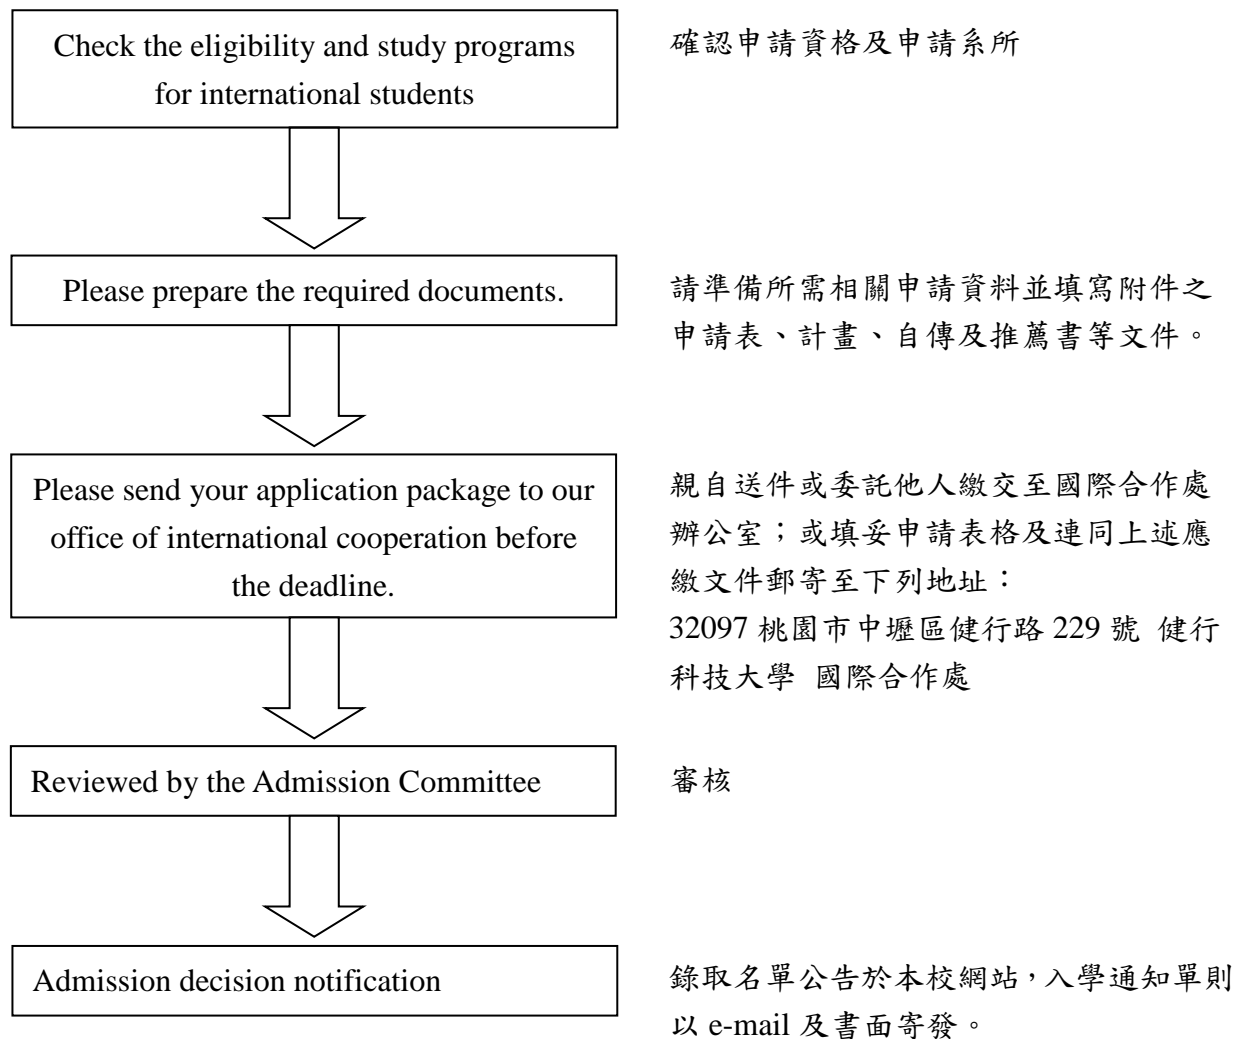 Check the eligibility and study programs
for international students
確認申請資格及申請系所
Please prepare the required documents.
請準備所需相關申請資料並填寫附件之
申請表、計畫、自傳及推薦書等文件。
Please send your application package to our
office of international cooperation before
the deadline.
親自送件或委託他人繳交至國際合作處
辦公室；或填妥申請表格及連同上述應
繳文件郵寄至下列地址：
32097 桃園市中壢區健行路 229 號 健行
科技大學 國際合作處
Reviewed by the Admission Committee
審核
Admission decision notification
錄取名單公告於本校網站，入學通知單則
以 e-mail 及書面寄發。